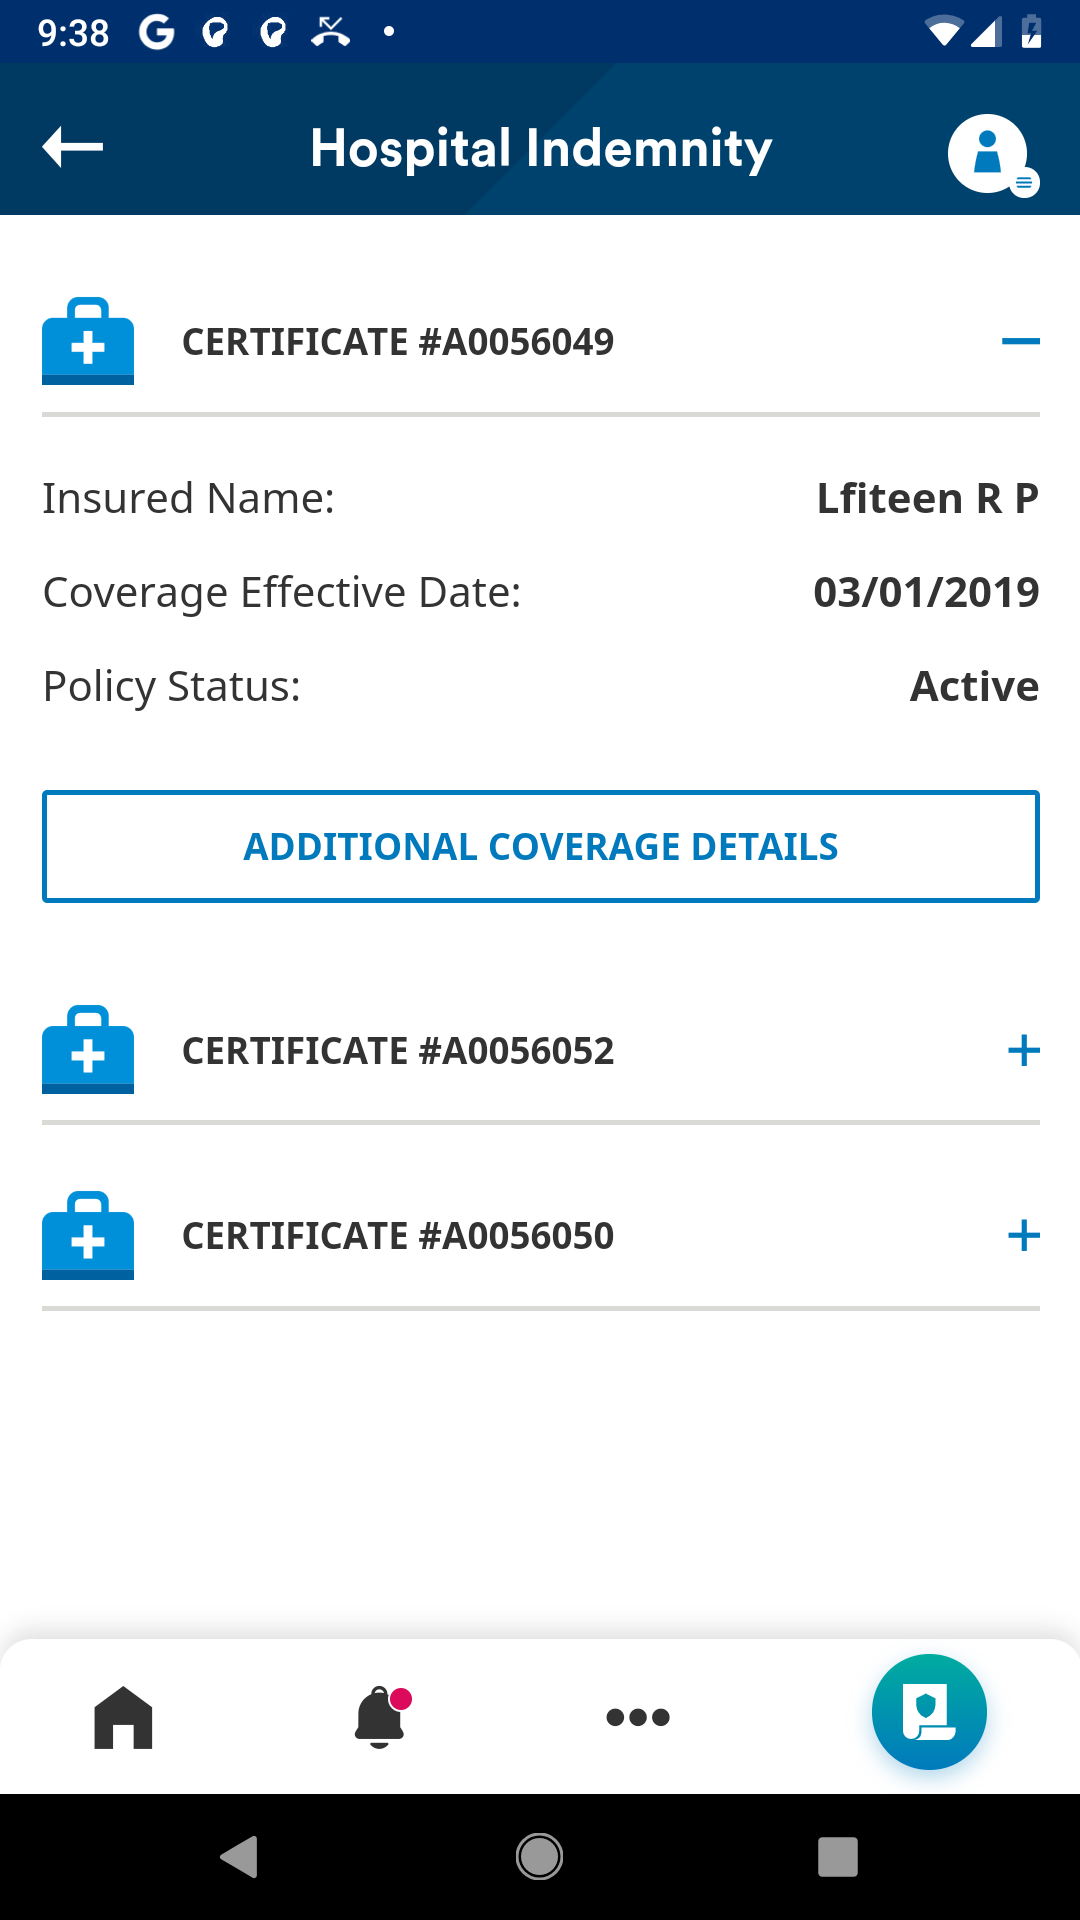 9:38
Hospital Indemnity
CERTIFICATE #A0056049
Insured Name: Lfiteen R P
Coverage Effective Date: 03/01/2019
Policy Status: Active
ADDITIONAL COVERAGE DETAILS
CERTIFICATE #A0056052
CERTIFICATE #A0056050